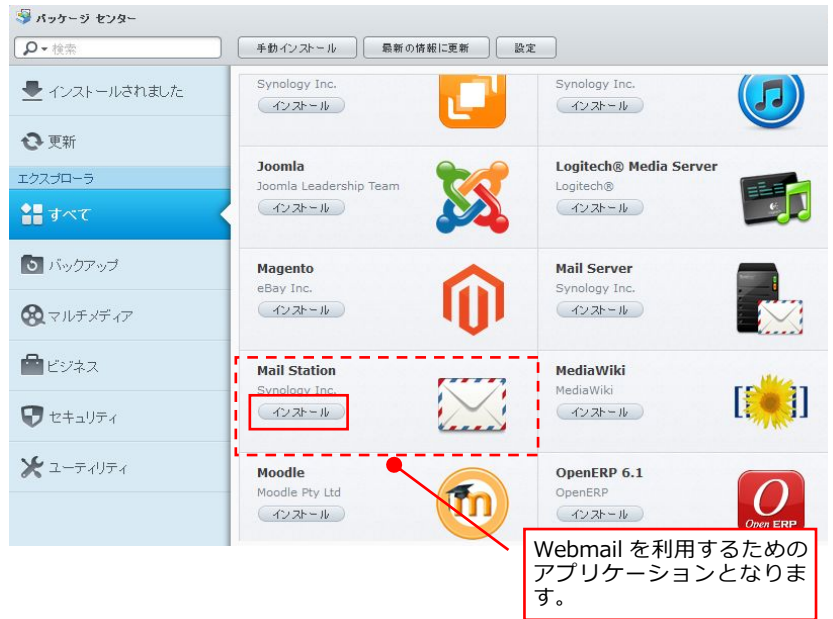 パッケージ センター
検索
手動インストール
最新の情報に更新
設定
インストールされました
更新
エクスプローラ
すべて
バックアップ
マルチメディア
ビジネス
セキュリティ
ユーティリティ
Synology Inc.
インストール
Synology Inc.
インストール
Joomla
Joomla Leadership Team
インストール
Logitech® Media Server
Logitech®
インストール
Magento
eBay Inc.
インストール
Mail Server
Synology Inc.
インストール
Mail Station
Synology Inc.
インストール
MediaWiki
MediaWiki
インストール
Moodle
Moodle Pty Ltd
インストール
OpenERP 6.1
OpenERP
インストール
Open ERP
Webmail を利用するための
アプリケーションとなりま
す。